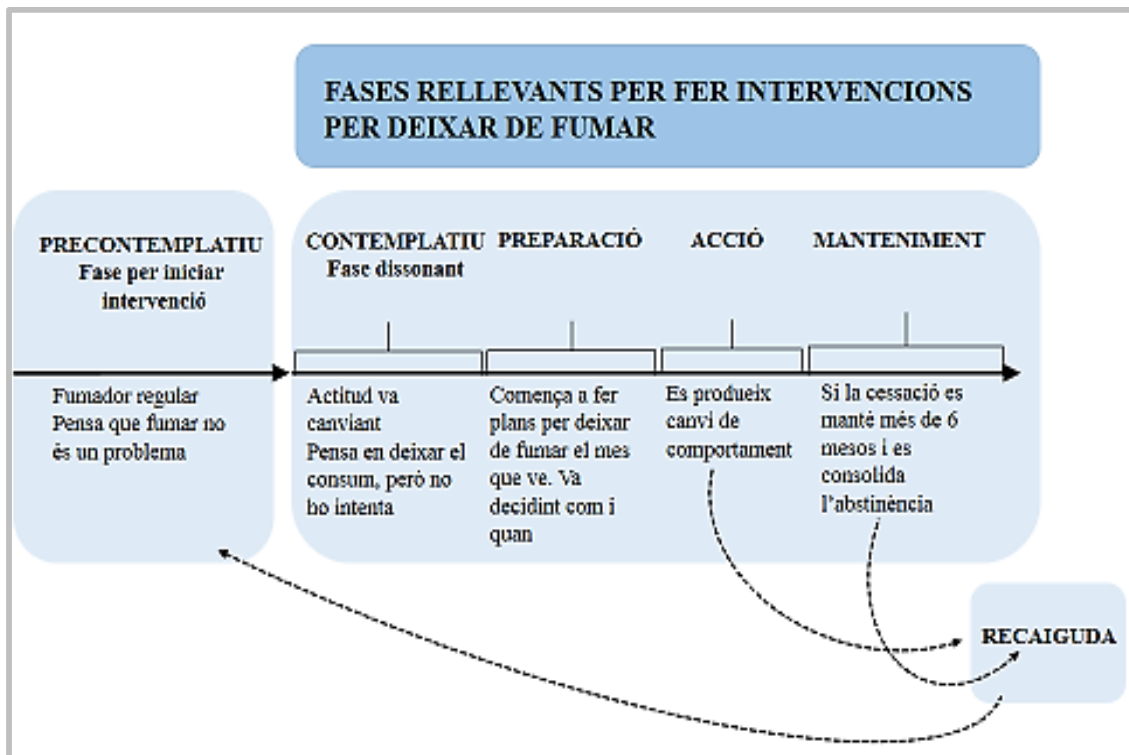 FASES RELLEVANTS PER FER INTERVENCIONS
PER DEIXAR DE FUMAR
PRECONTEMPLATIU
Fase per iniciar
intervenció
Fumador regular
Pensa que fumar no
és un problema
CONTEMPLATIU
Fase dissonant
Actitud va
canviant
Pensa en deixar el
consum, però no
ho intenta
PREPARACIÓ
Comença a fer
plans per deixar
de fumar el mes
que ve. Va
decidint com i
quan
ACCIÓ
Es produeix
canvi de
comportament
MANTENIMENT
Si la cessació es
manté més de 6
mesos i es
consolida
l'abstinència
RECAIGUDA